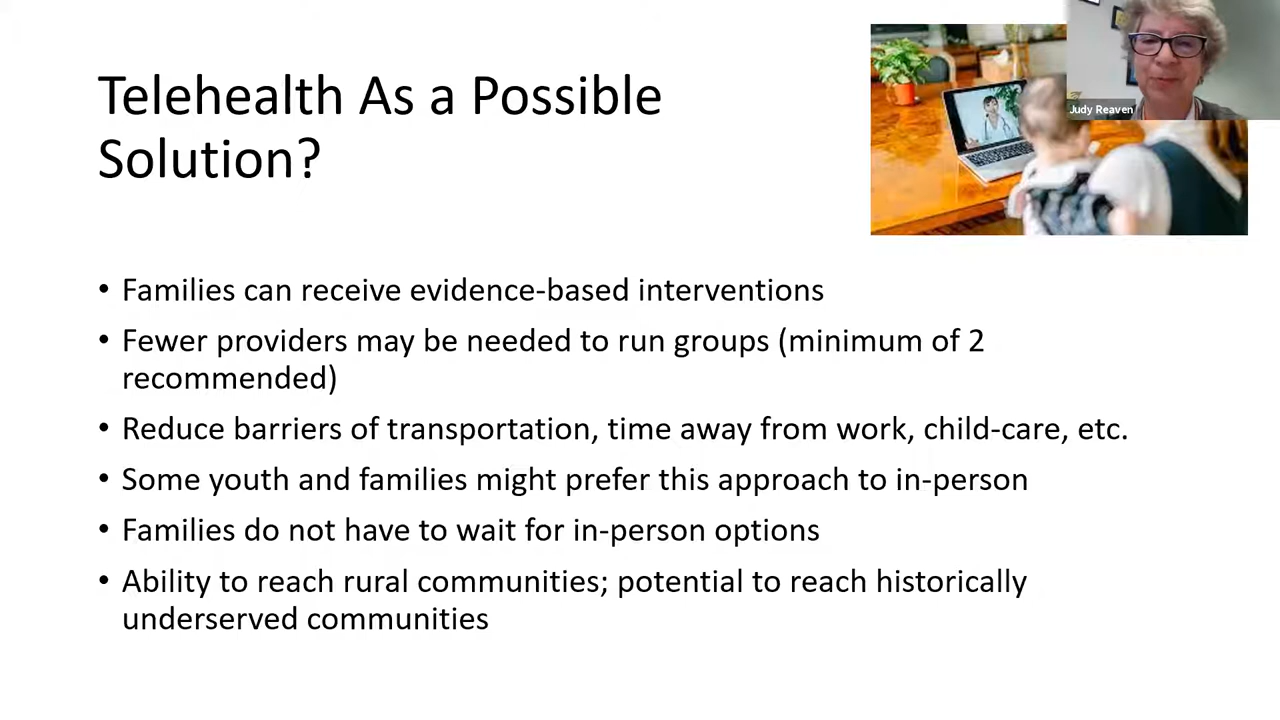 Telehealth As a Possible
Solution?
Judy Reaven
• Families can receive evidence-based interventions
• Fewer providers may be needed to run groups (minimum of 2
recommended)
• Reduce barriers of transportation, time away from work, child-care, etc.
• Some youth and families might prefer this approach to in-person
• Families do not have to wait for in-person options
• Ability to reach rural communities; potential to reach historically
underserved communities